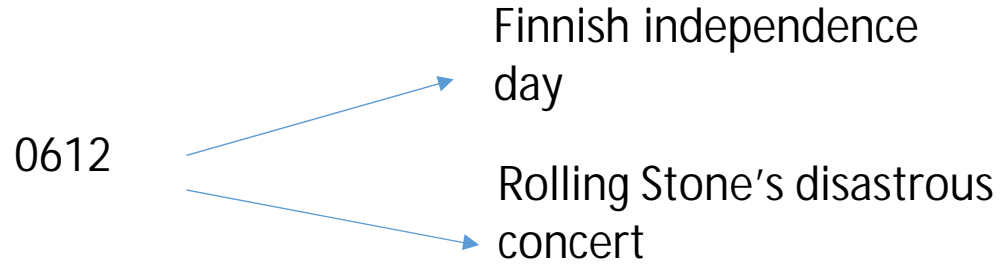 Finnish independence
day
0612
Rolling Stone’s disastrous
concert